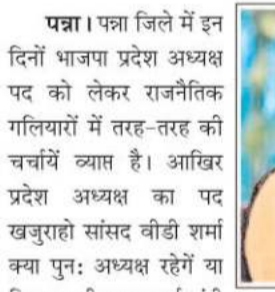 पन्ना। पन्ना जिले में इन
दिनों भाजपा प्रदेश अध्यक्ष
पद को लेकर राजनैतिक
गलियारों में तरह-तरह की
चर्चायें व्याप्त है। आखिर
प्रदेश अध्यक्ष का पद
खजुराहो सांसद वीडी शर्मा
क्या पुन: अध्यक्ष रहेगें या